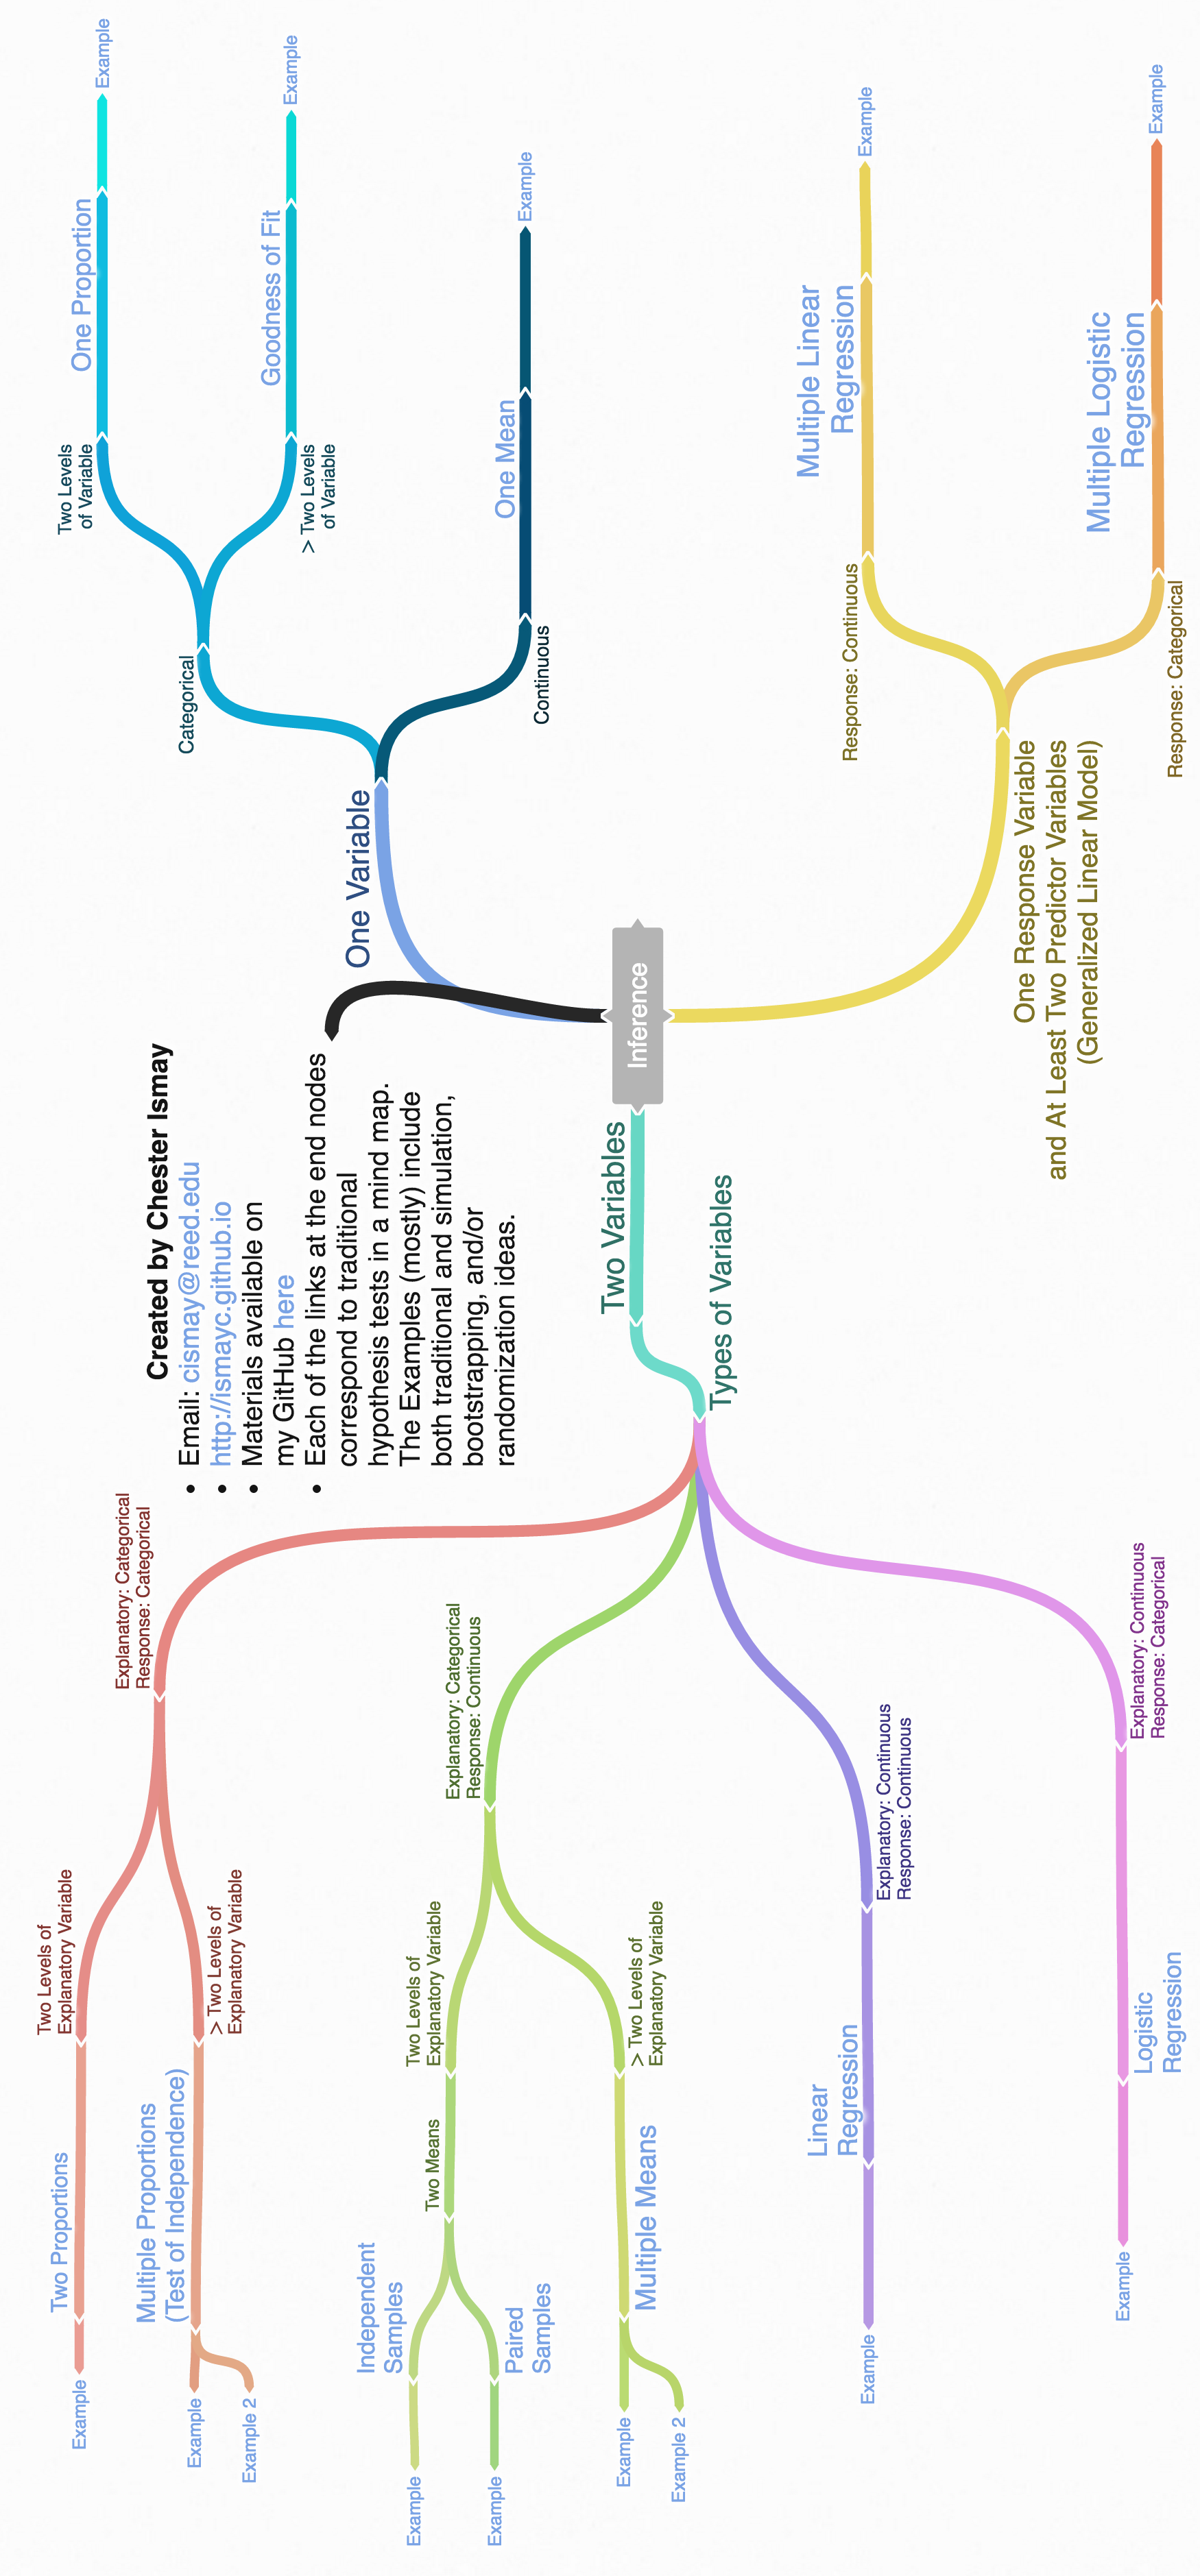 Created by Chester Ismay
• Email: cismay@reed.edu
• http://ismayc.github.io
• Materials available on
my GitHub here
• Each of the links at the end nodes
correspond to traditional
hypothesis tests in a mind map.
The Examples (mostly) include
both traditional and simulation,
bootstrapping, and/or
randomization ideas.
Inference
One Variable
Categorical
Two Levels
of Variable
One Proportion
Example
> Two Levels
of Variable
Goodness of Fit
Example
Continuous
One Mean
Example
Two Variables
Types of Variables
Explanatory: Categorical
Response: Categorical
Two Levels of
Explanatory Variable
Two Proportions
Example
> Two Levels of
Explanatory Variable
Multiple Proportions
(Test of Independence)
Example
Example 2
Explanatory: Categorical
Response: Continuous
Two Levels of
Explanatory Variable
Two Means
Independent
Samples
Example
Paired
Samples
Example
> Two Levels of
Explanatory Variable
Multiple Means
Example
Example 2
Explanatory: Continuous
Response: Continuous
Linear
Regression
Example
Explanatory: Continuous
Response: Categorical
Logistic
Regression
Example
One Response Variable
and At Least Two Predictor Variables
(Generalized Linear Model)
Response: Continuous
Multiple Linear
Regression
Example
Response: Categorical
Multiple Logistic
Regression
Example